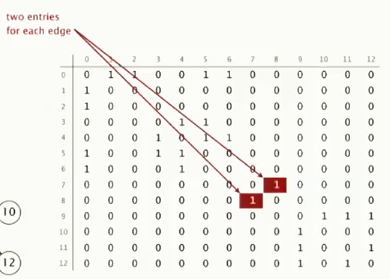 two entries
for each edge
0 1 2 3 4 5 6 7 8 9 10 11 12
0 0 1 1 0 0 1 1 0 0 0 0 0 0
1 1 0 0 0 0 0 0 0 0 0 0 0 0
2 1 0 0 0 0 0 0 0 0 0 0 0 0
3 0 0 0 0 1 1 0 0 0 0 0 0 0
4 0 0 0 1 0 1 1 0 0 0 0 0 0
5 1 0 0 1 1 0 0 0 0 0 0 0 0
6 1 0 0 0 1 0 0 0 0 0 0 0 0
7 0 0 0 0 0 0 0 0 1 0 0 0 0
8 0 0 0 0 0 0 0 1 0 0 0 0 0
10
9 0 0 0 0 0 0 0 0 0 0 1 1 1
10 0 0 0 0 0 0 0 0 0 1 0 0 0
11 0 0 0 0 0 0 0 0 0 1 0 0 1
12
12 0 0 0 0 0 0 0 0 0 1 0 1 0